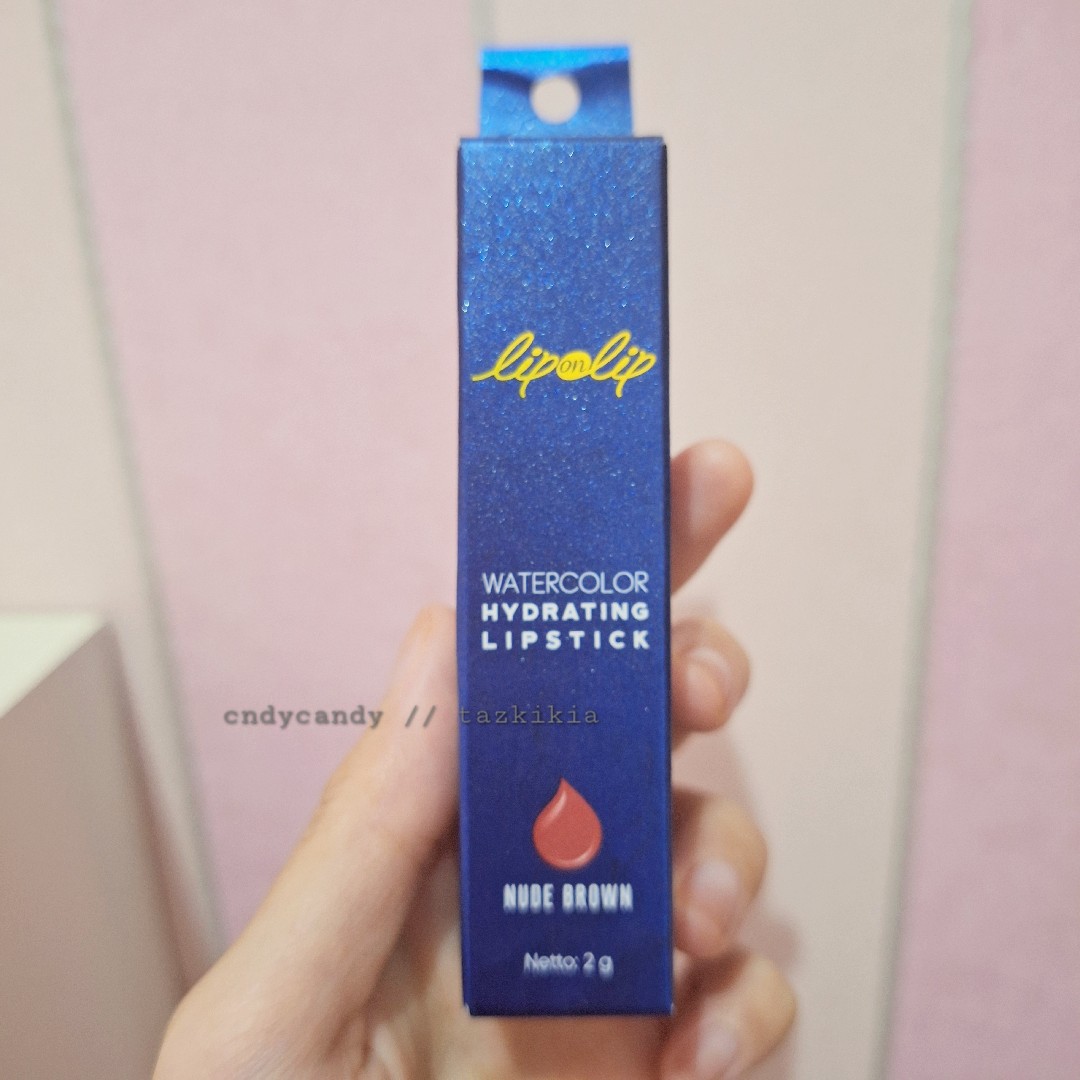 lip on lip
WATERCOLOR
HYDRATING
LIPSTICK
cndycandy // tazkikia
NUDE BROWN
Netto: 2 g